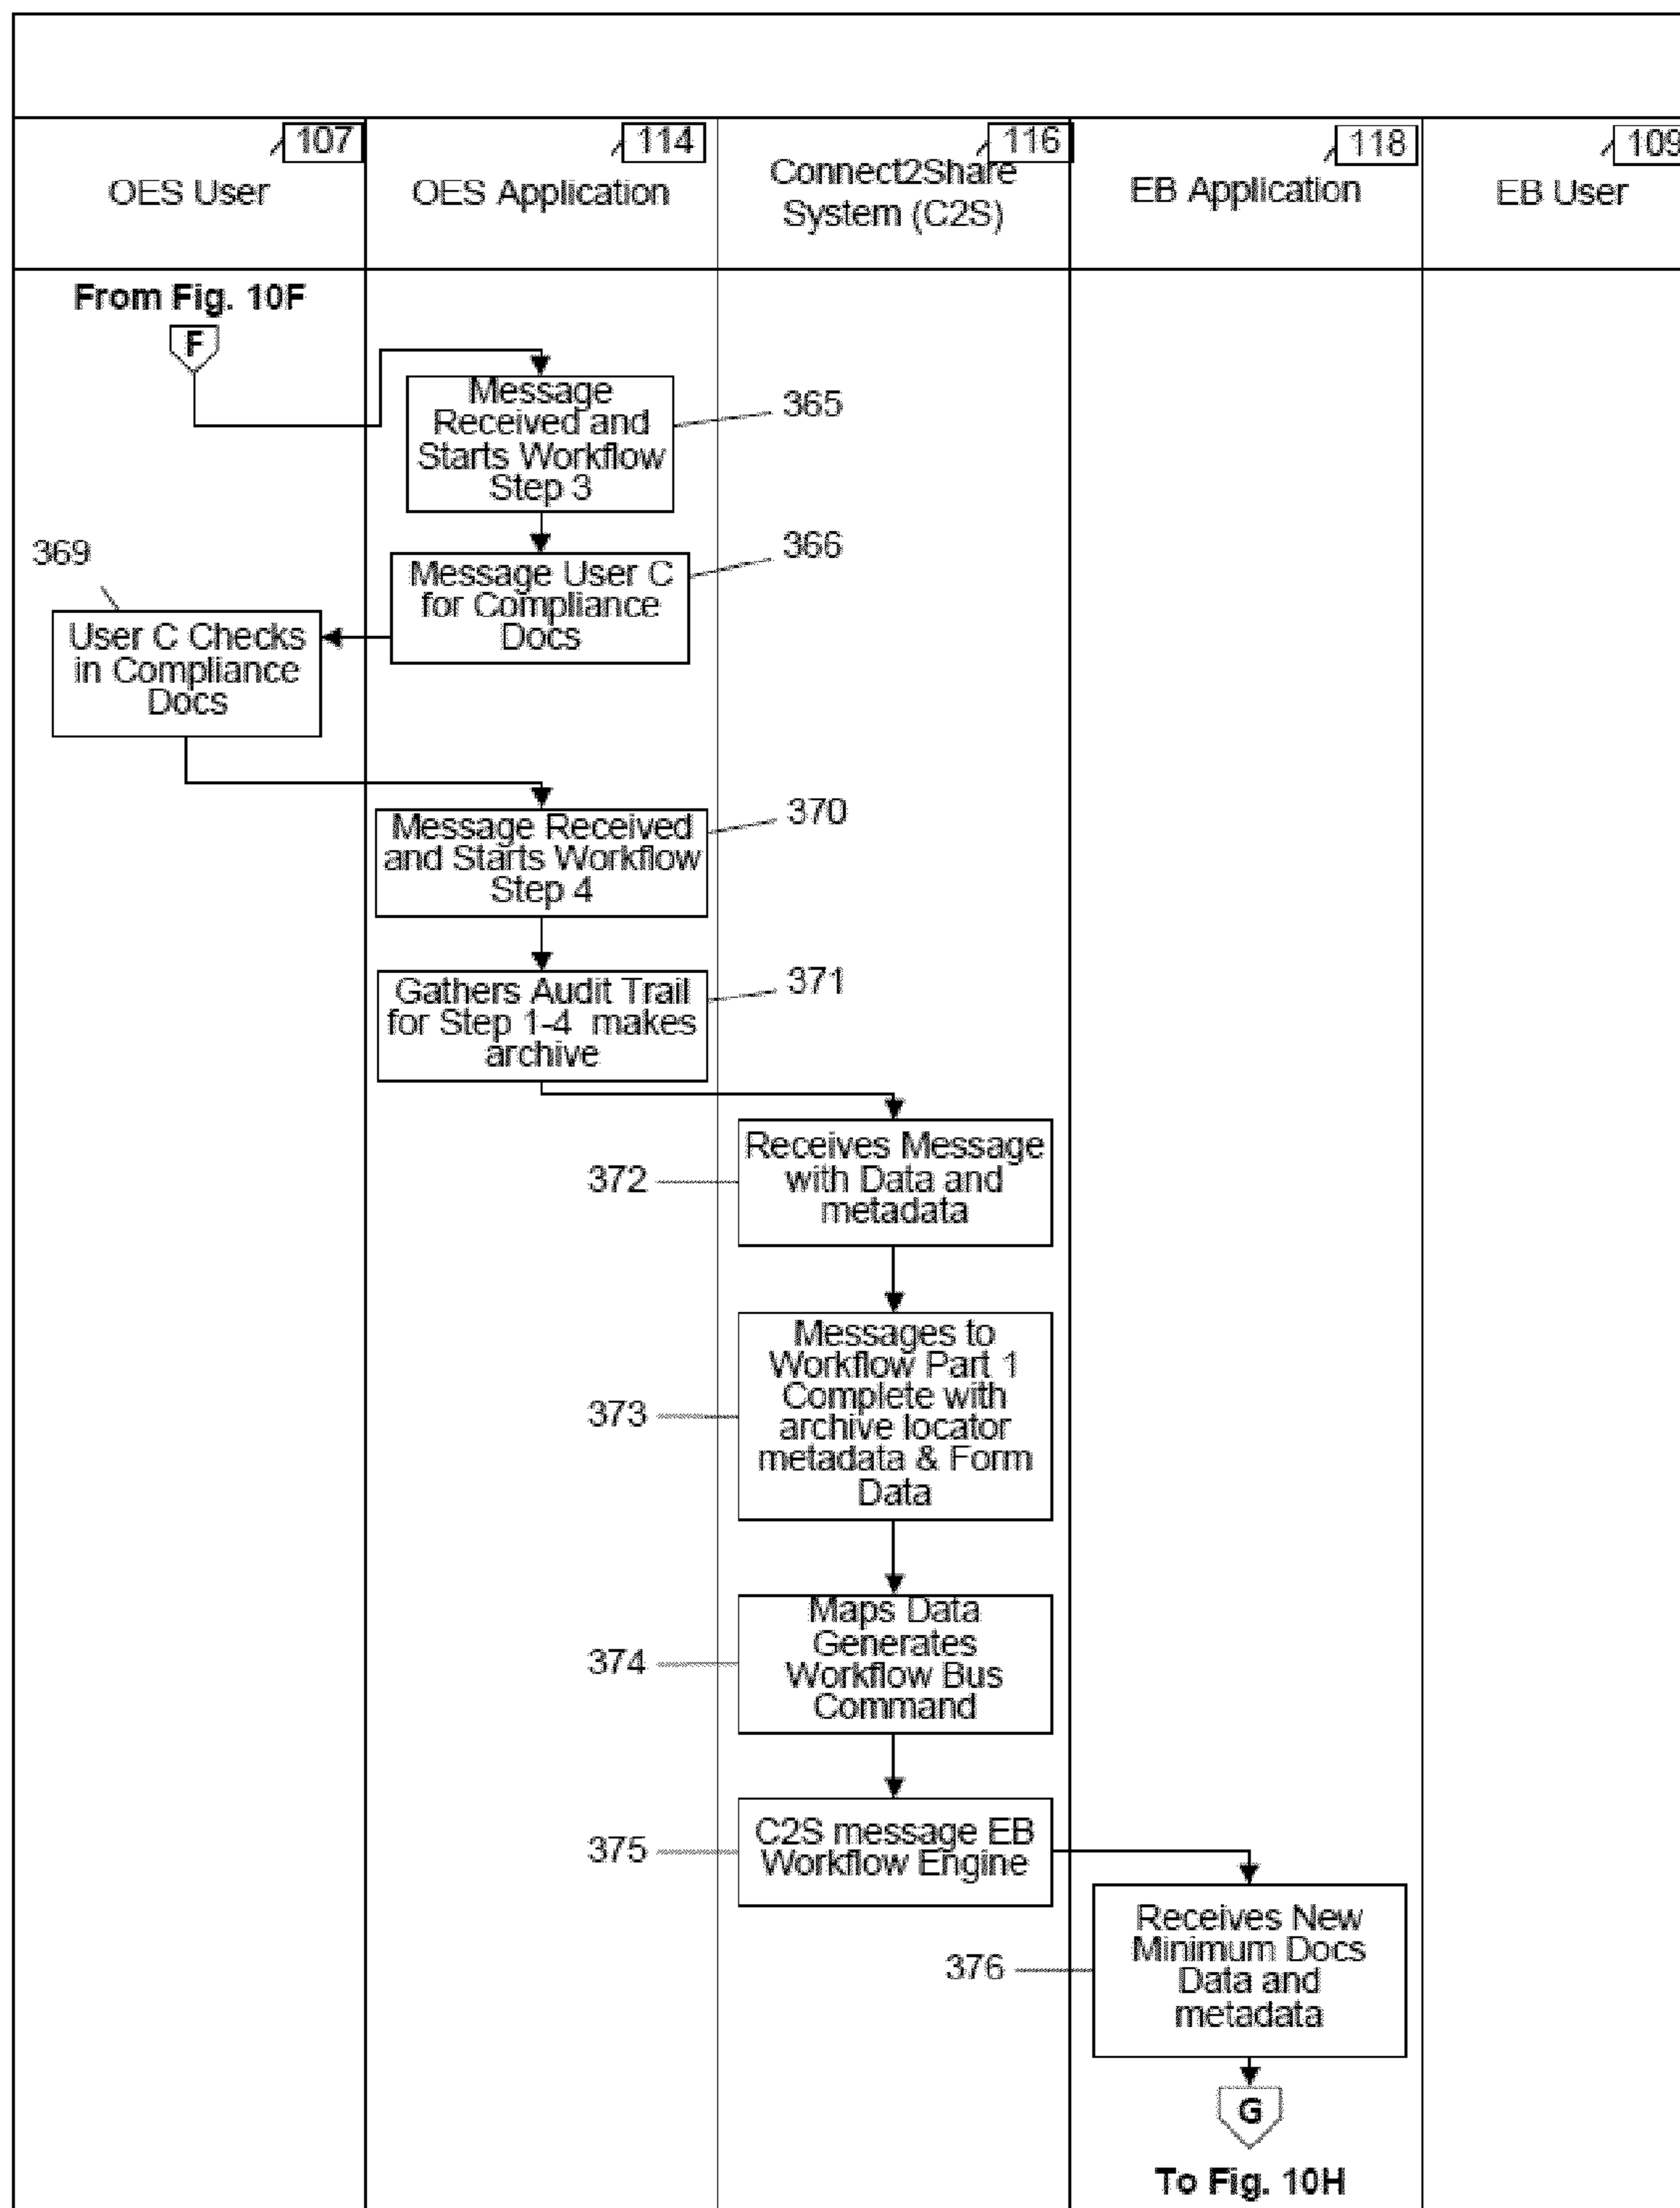 107
OES User
114
OES Application
116
Connect2Share
System (C2S)
118
EB Application
109
EB User
From Fig. 10F
F
Message
Received and
Starts Workflow
Step 3
365
Message User C
for Compliance
Docs
366
369
User C Checks
in Compliance
Docs
Message Received
and Starts Workflow
Step 4
370
Gathers Audit Trail
for Step 1-4 makes
archive
371
Receives Message
with Data and
metadata
372
Messages to
Workflow Part 1
Complete with
archive locator
metadata & Form
Data
373
Maps Data
Generates
Workflow Bus
Command
374
C2S message EB
Workflow Engine
375
Receives New
Minimum Docs
Data and
metadata
376
G
To Fig. 10H